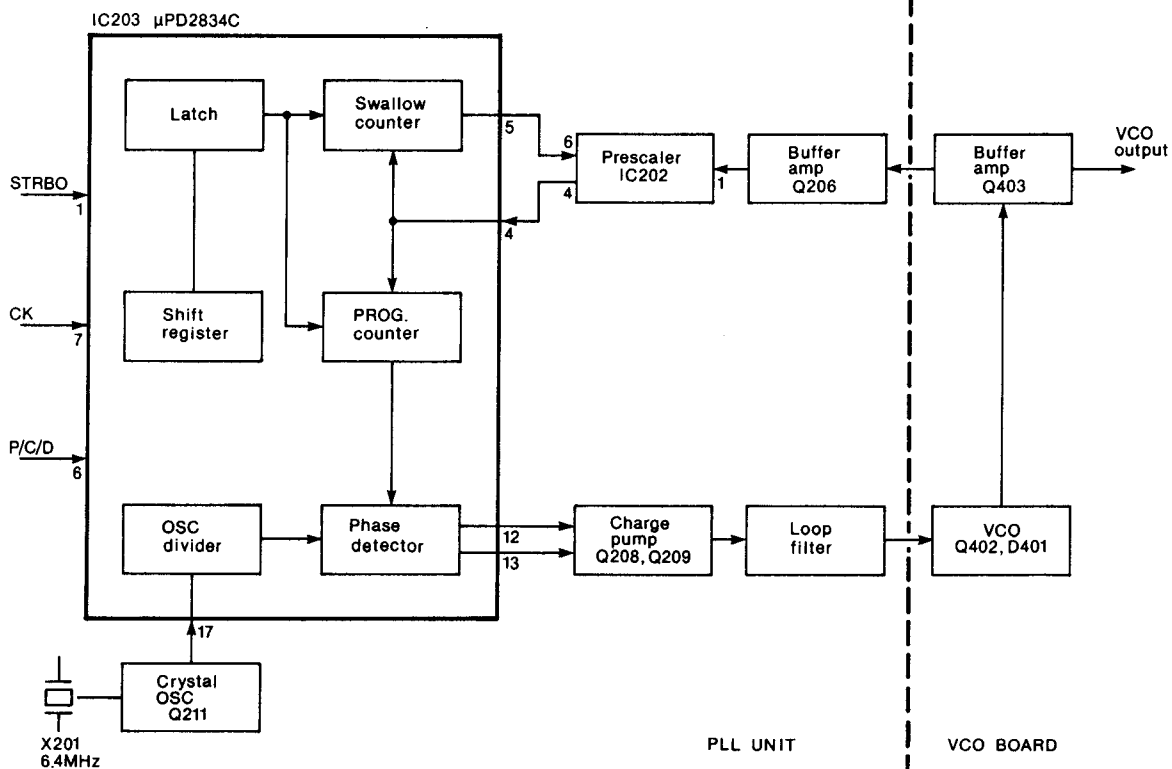 IC203 µPD2834C
Latch
Swallow
counter
5
6
4
Prescaler
IC202
1
Buffer
amp
Q206
Buffer
amp
Q403
VCO
output
STRBO
1
4
CK
7
Shift
register
PROG.
counter
P/C/D
6
OSC
divider
Phase
detector
12
13
Charge
pump
Q208, Q209
Loop
filter
VCO
Q402, D401
17
Crystal
OSC
Q211
X201
6.4MHz
PLL UNIT
VCO BOARD